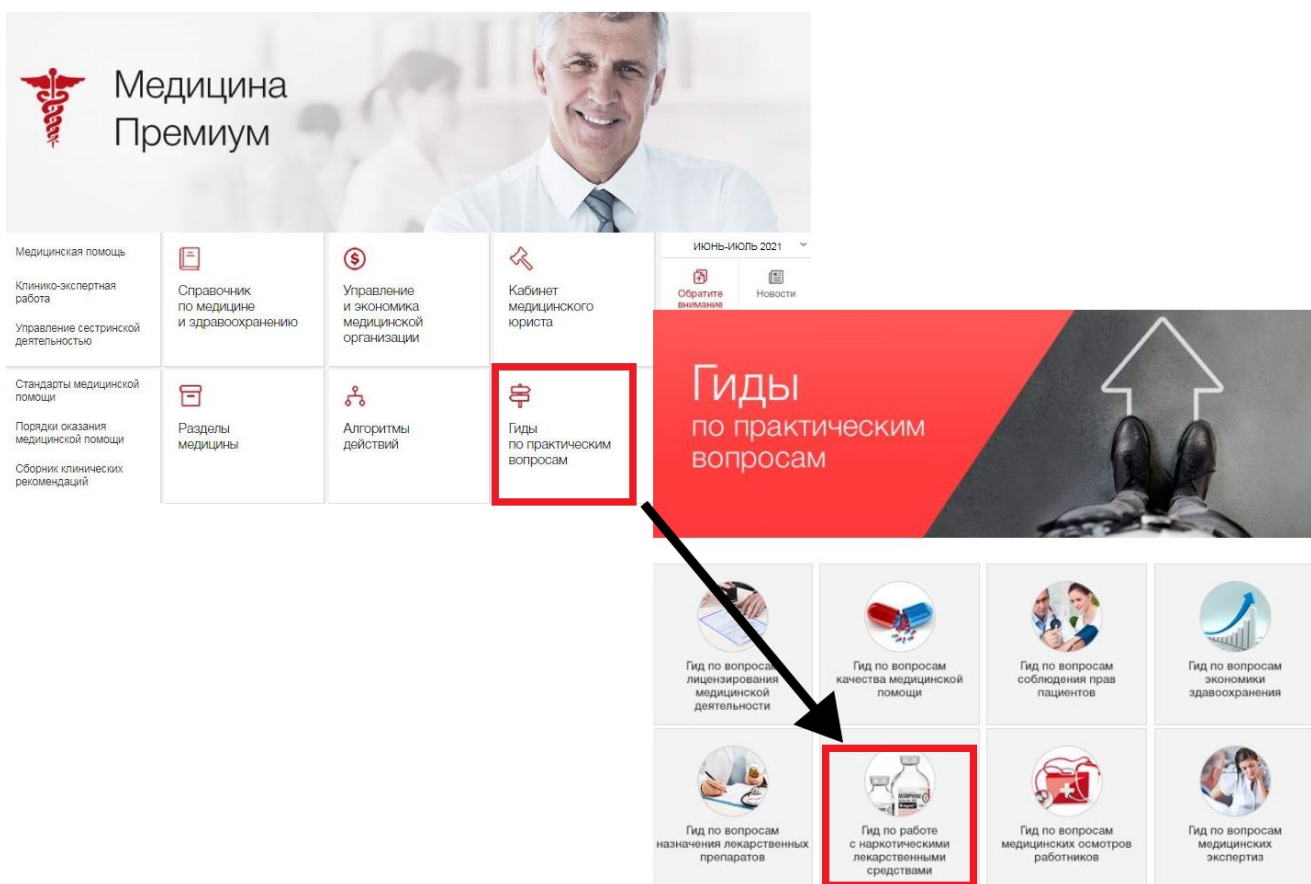 Медицина
Премиум
Медицинская помощь
Клинико-экспертная
работа
Управление сестринской
деятельностью
Справочник
по медицине
и здравоохранению
Управление
и экономика
медицинской
организации
Кабинет
медицинского
юриста
ИЮНЬ-ИЮЛЬ 2021
Обратите
внимание
Новости
Стандарты медицинской
помощи
Порядки оказания
медицинской помощи
Сборник клинических
рекомендаций
Разделы
медицины
Алгоритмы
действий
Гиды
по практическим
вопросам
Гиды
по практическим
вопросам
Гид по вопросам
лицензирования
медицинской
деятельности
Гид по вопросам
качества медицинской
помощи
Гид по вопросам
соблюдения прав
пациентов
Гид по вопросам
экономики
здавоохранения
Гид по вопросам
назначения лекарственных
препаратов
MORPHINE
Гид по работе
с наркотическими
лекарственными
средствами
Гид по вопросам
медицинских осмотров
работников
Гид по вопросам
медицинских
экспертиз